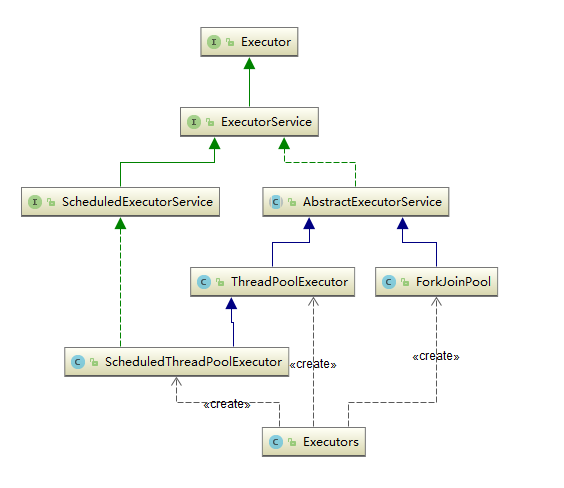 I Executor
I ExecutorService
I ScheduledExecutorService
C AbstractExecutorService
C ThreadPoolExecutor
C ForkJoinPool
C ScheduledThreadPoolExecutor
«create»
«create»
«create»
C Executors